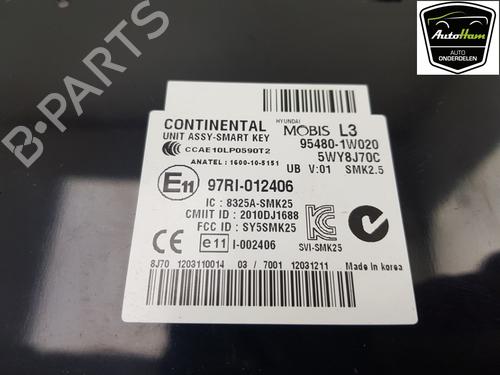 AutoHam
AUTO
ONDERDELEN
B-PARTS
CONTINENTAL
HYUNDAI
MOBIS L3
UNIT ASSY-SMART KEY
95480-1W020
CCAE10LP0590T2
5WY8J70C
ANATEL : 1600-10-5151
UB V:01 SMK2.5
E11 97RI-012406
IC : 8325A-SMK25
CMIIT ID : 2010DJ1688
FCC ID : SY5SMK25
CE e11 I-002406
SVI-SMK25
8J70 1203110014 03 / 7001 12031211 Made in korea